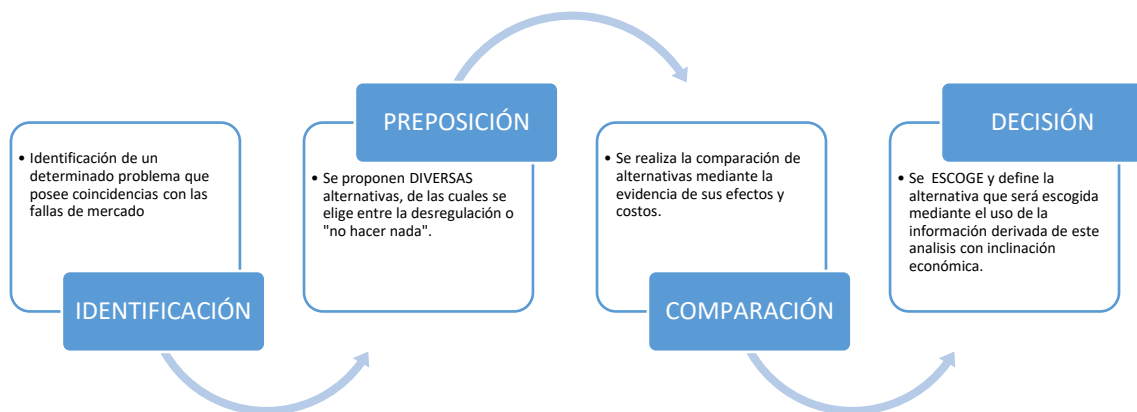 • Identificación de un
determinado problema que
posee coincidencias con las
fallas de mercado
IDENTIFICACIÓN
PREPOSICIÓN
• Se proponen DIVERSAS
alternativas, de las cuales se
elige entre la desregulación o
"no hacer nada".
• Se realiza la comparación de
alternativas mediante la
evidencia de sus efectos y
costos.
COMPARACIÓN
DECISIÓN
• Se ESCOGE y define la
alternativa que será escogida
mediante el uso de la
información derivada de este
analisis con inclinación
económica.